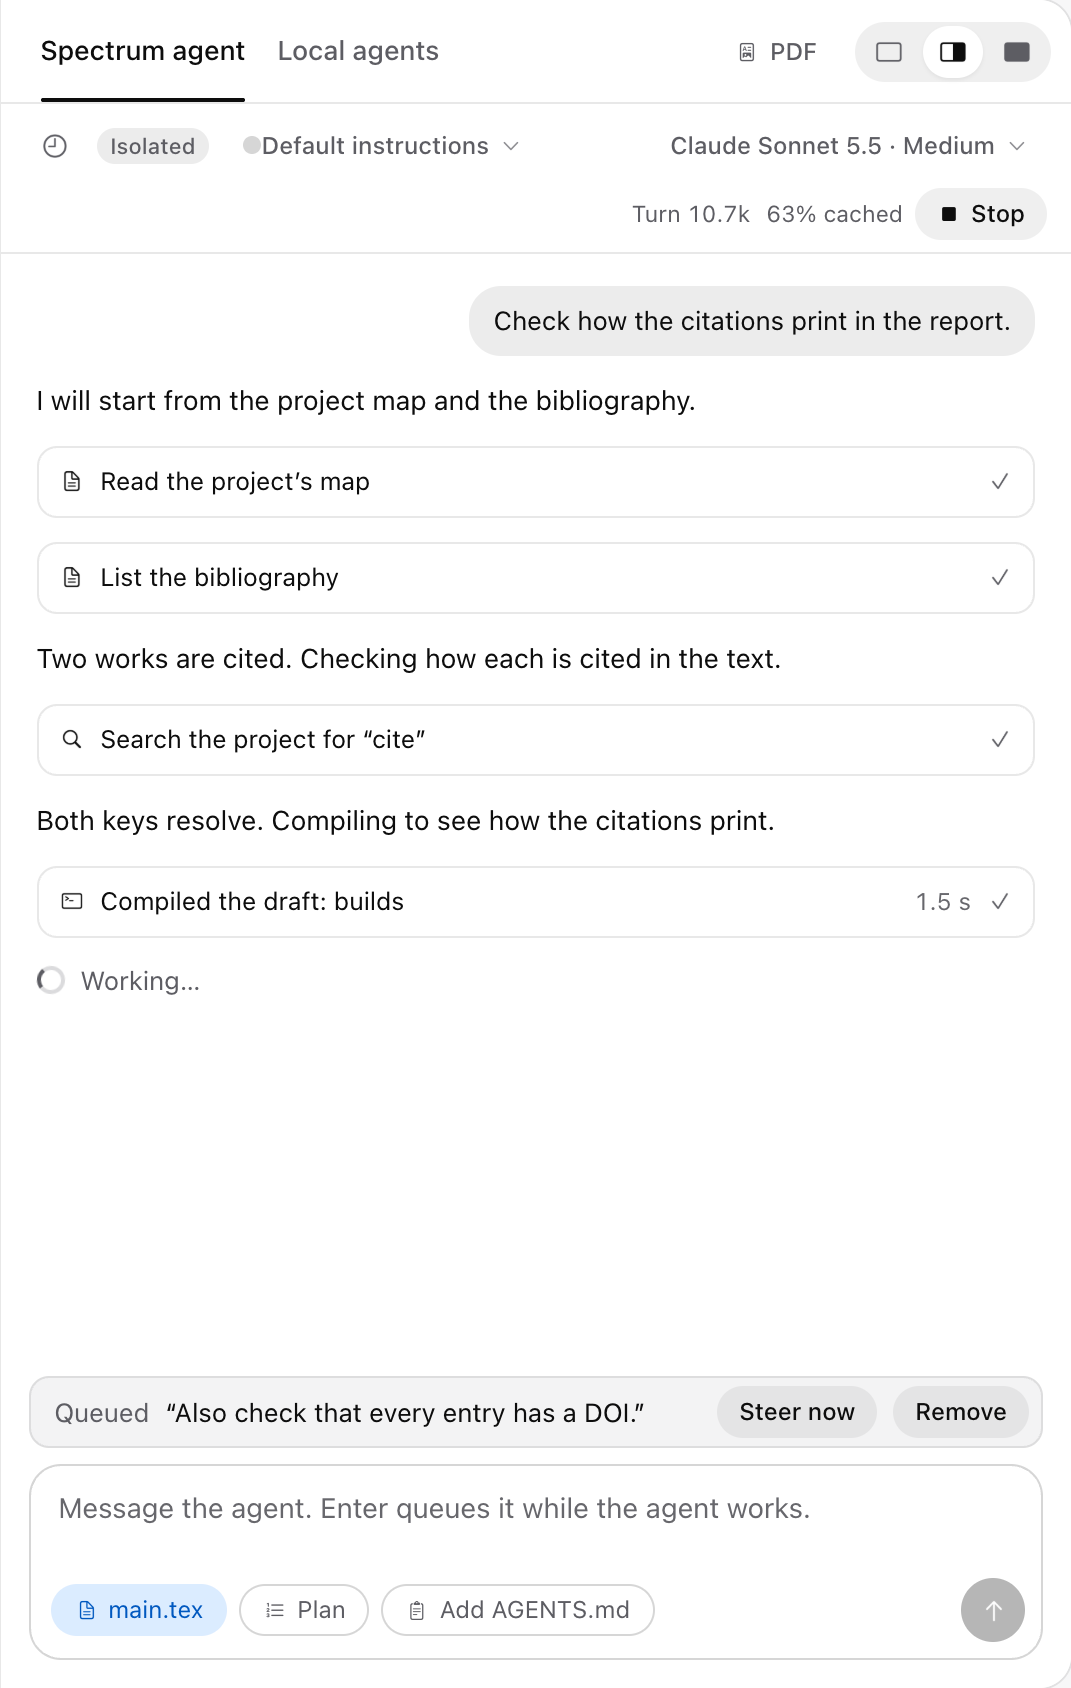 Spectrum agent Local agents PDF
Isolated Default instructions Claude Sonnet 5.5 · Medium
Turn 10.7k 63% cached Stop
Check how the citations print in the report.
I will start from the project map and the bibliography.
Read the project’s map
List the bibliography
Two works are cited. Checking how each is cited in the text.
Search the project for “cite”
Both keys resolve. Compiling to see how the citations print.
Compiled the draft: builds 1.5 s
Working...
Queued “Also check that every entry has a DOI.” Steer now Remove
Message the agent. Enter queues it while the agent works.
main.tex Plan Add AGENTS.md